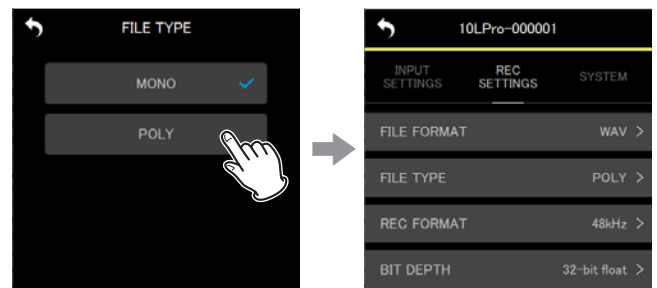 FILE TYPE
MONO
POLY
10LPro-000001
INPUT
SETTINGS
REC
SETTINGS
SYSTEM
FILE FORMAT WAV >
FILE TYPE POLY >
REC FORMAT 48kHz >
BIT DEPTH 32-bit float >